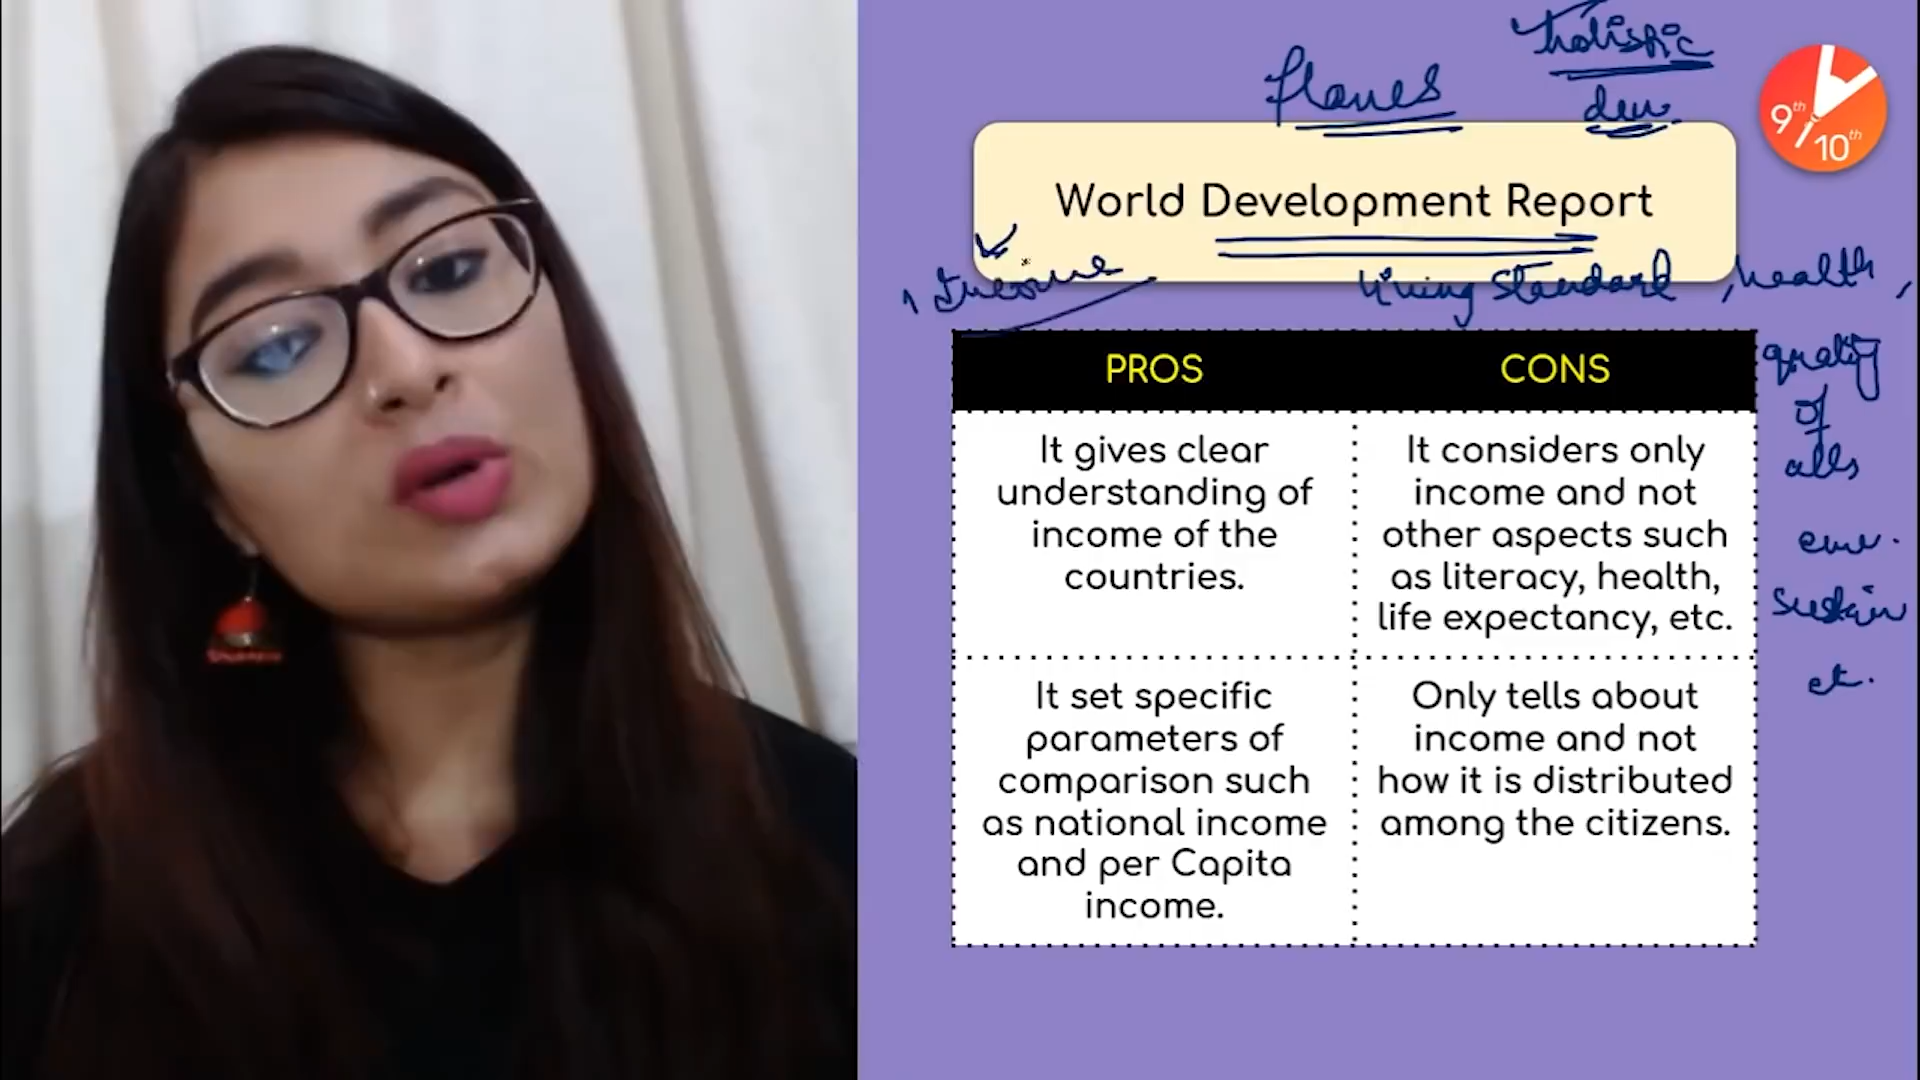 holistic
flaws
dev.
9th
10th
World Development Report
Income
living standard, health,
quality
of
PROS
CONS
It gives clear
understanding of
income of the
countries.
It considers only
income and not
other aspects such
as literacy, health,
life expectancy, etc.
It set specific
parameters of
comparison such
as national income
and per Capita
income.
Only tells about
income and not
how it is distributed
among the citizens.
sustain
etc.